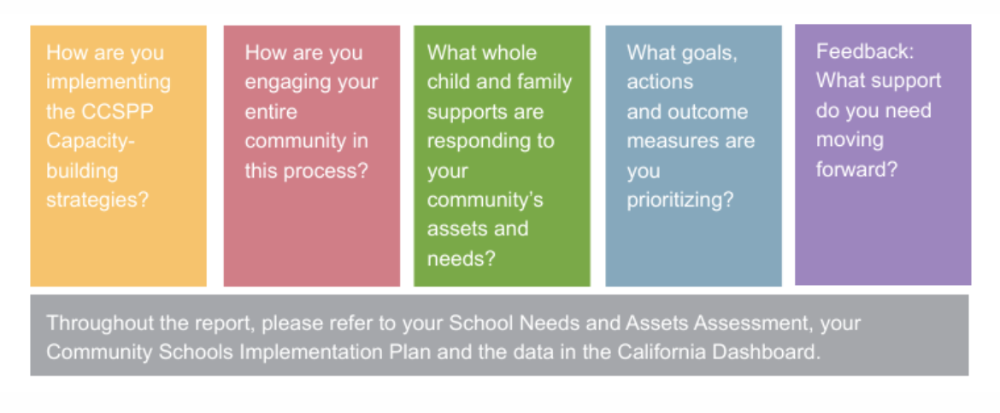 How are you
implementing
the CCSPP
Capacity-
building
strategies?
How are you
engaging your
entire
community in
this process?
What whole
child and family
supports are
responding to
your
community’s
assets and
needs?
What goals,
actions
and outcome
measures are
you
prioritizing?
Feedback:
What support
do you need
moving
forward?
Throughout the report, please refer to your School Needs and Assets Assessment, your
Community Schools Implementation Plan and the data in the California Dashboard.